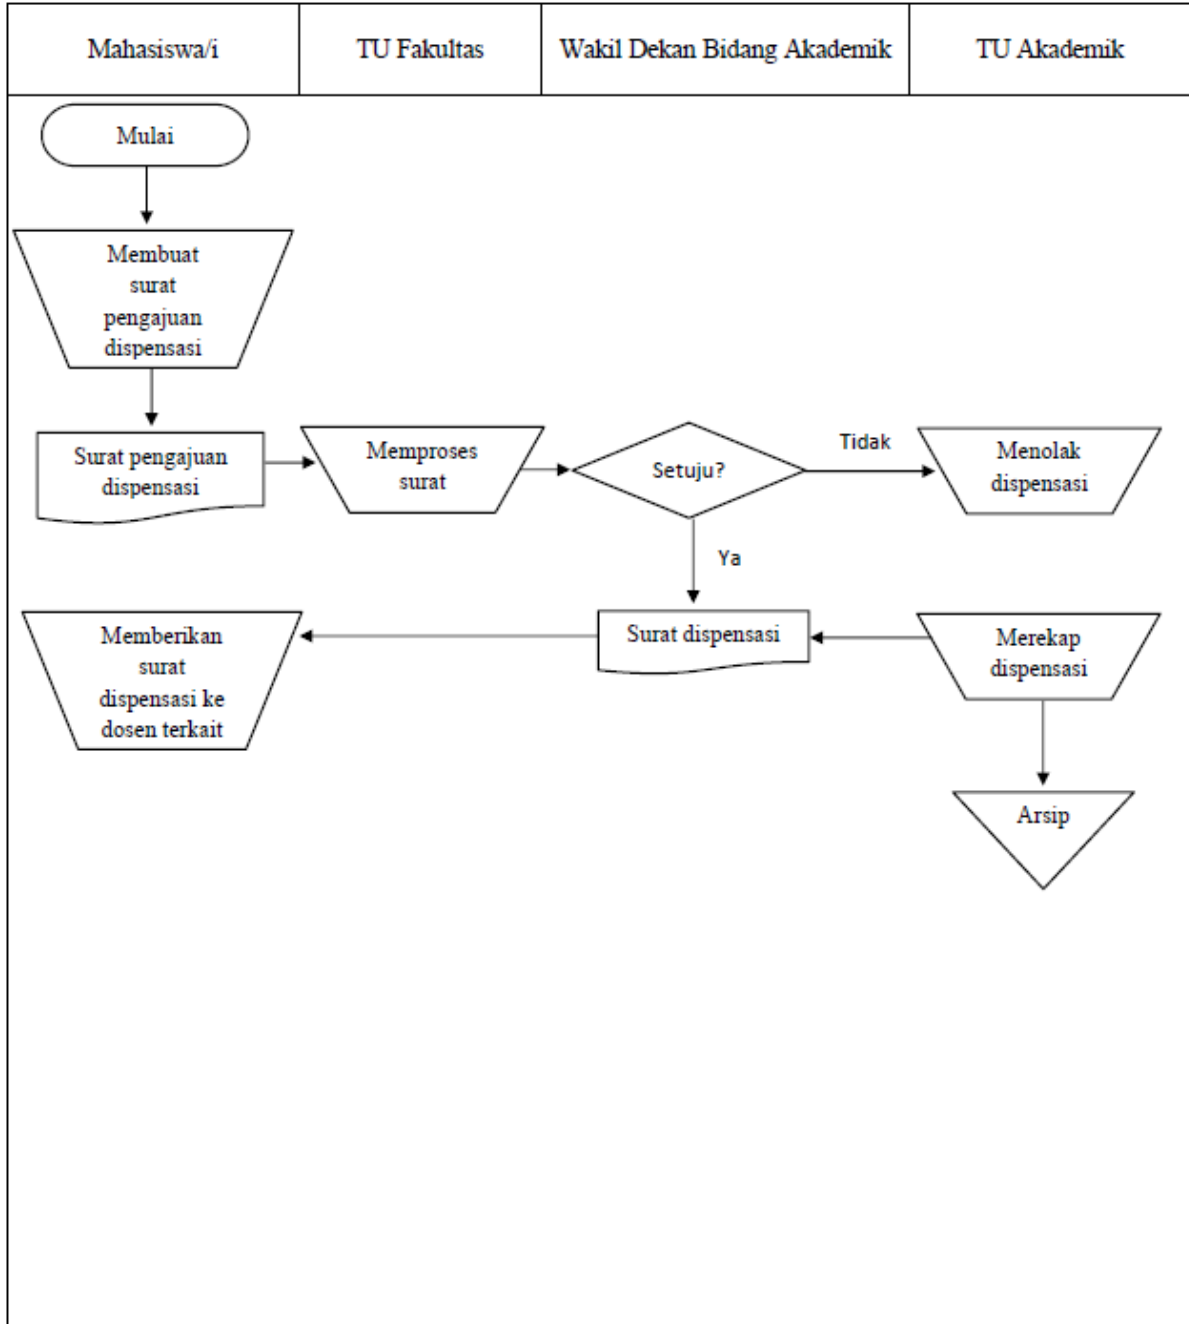 Mahasiswa/i
TU Fakultas
Wakil Dekan Bidang Akademik
TU Akademik
Mulai
Membuat
surat
pengajuan
dispensasi
Surat pengajuan
dispensasi
Memproses
surat
Setuju?
Tidak
Menolak
dispensasi
Ya
Memberikan
surat
dispensasi ke
dosen terkait
Surat dispensasi
Merekap
dispensasi
Arsip